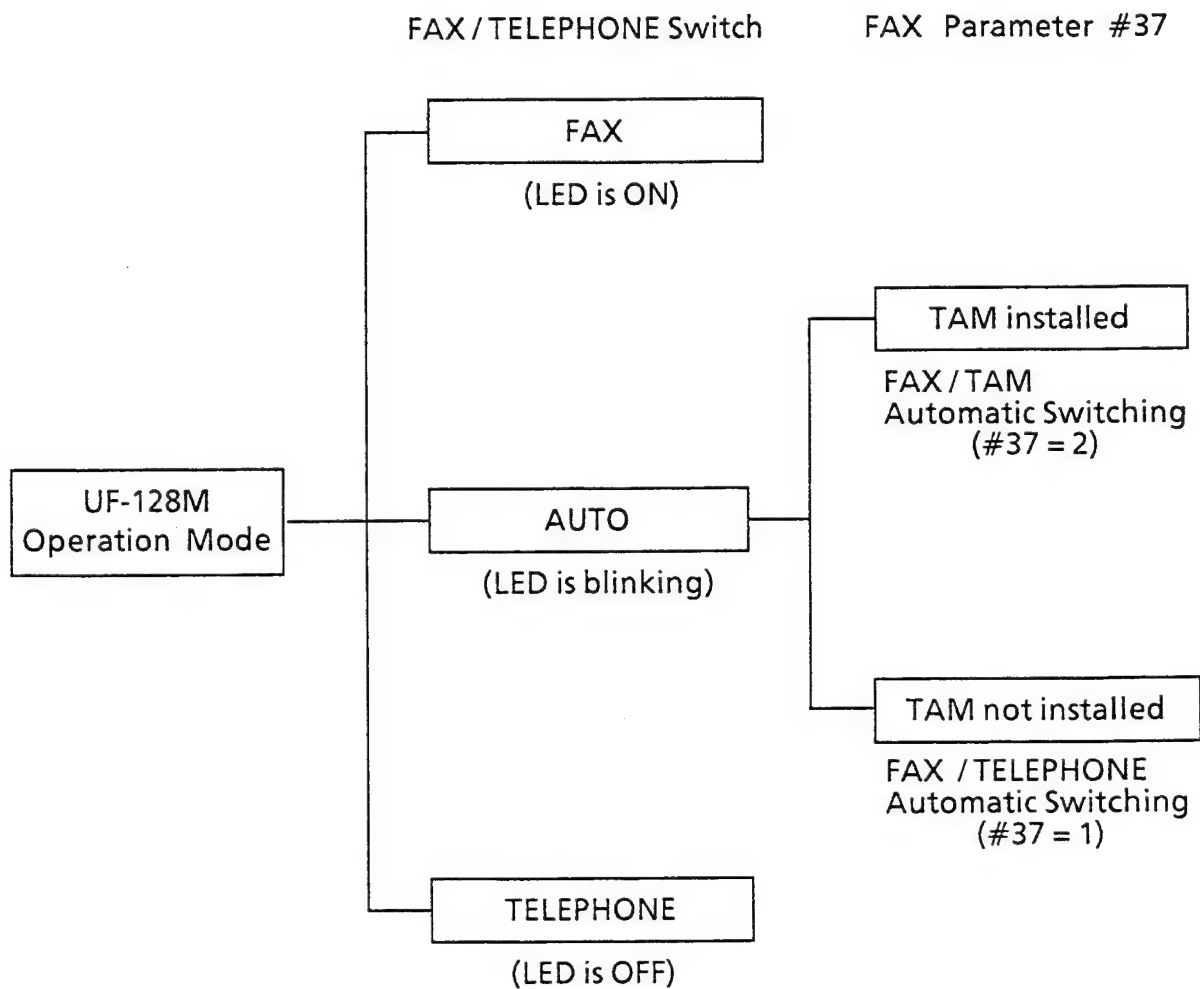 FAX / TELEPHONE Switch
FAX Parameter #37
FAX
(LED is ON)
TAM installed
FAX / TAM
Automatic Switching
(#37 = 2)
UF-128M
Operation Mode
AUTO
(LED is blinking)
TAM not installed
FAX / TELEPHONE
Automatic Switching
(#37 = 1)
TELEPHONE
(LED is OFF)